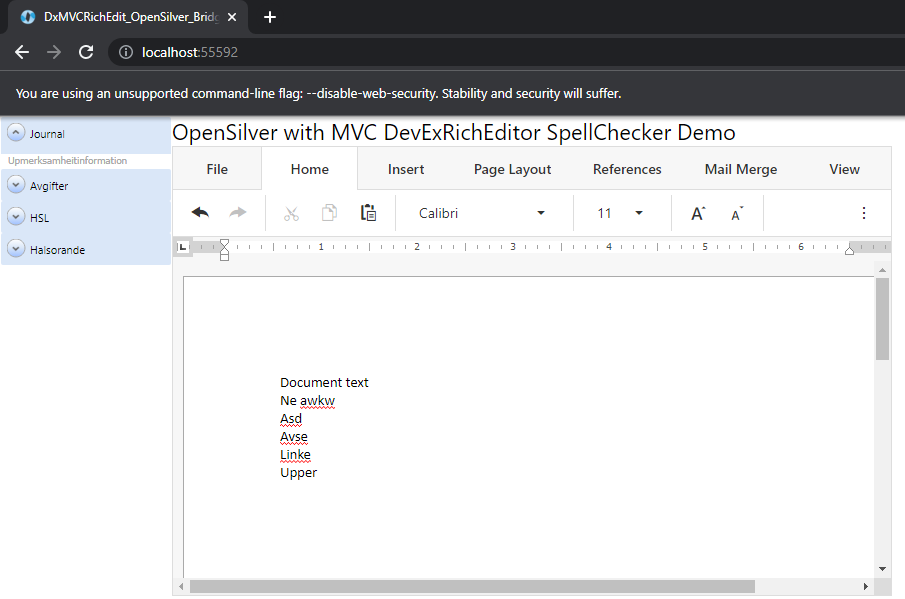 DxMVCRichEdit_OpenSilver_Brid
localhost:55592
You are using an unsupported command-line flag: --disable-web-security. Stability and security will suffer.
Journal
Upmerksamheitinformation
Avgifter
HSL
Halsorande
OpenSilver with MVC DevExRichEditor SpellChecker Demo
File Home Insert Page Layout References Mail Merge View
Calibri 11 A A
L 1 2 3 4 5 6
Document text
Ne awkw
Asd
Avse
Linke
Upper